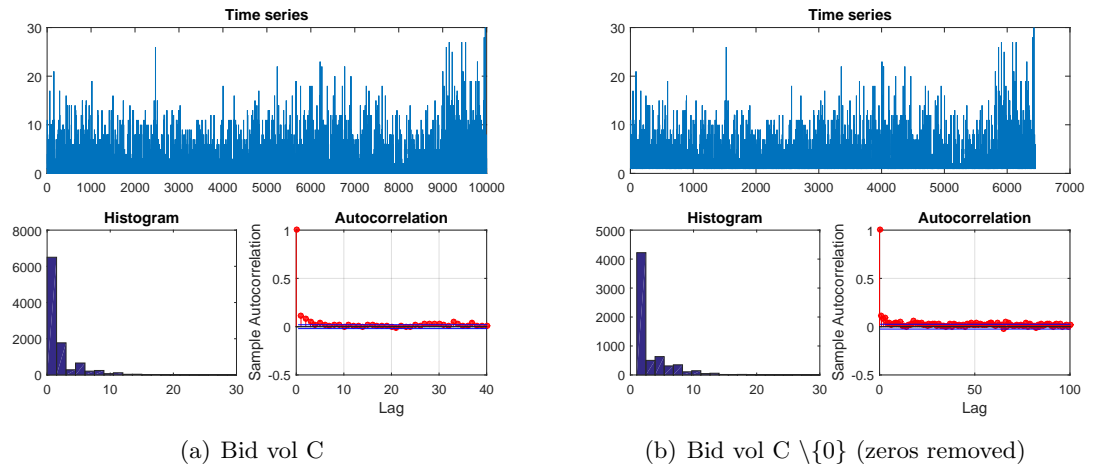 Time series
30
20
10
0
0 1000 2000 3000 4000 5000 6000 7000 8000 9000 10000
Histogram
8000
6000
4000
2000
0
0 10 20 30
Autocorrelation
Sample Autocorrelation
1
0.5
0
-0.5
0 10 20 30 40
Lag
(a) Bid vol C
Time series
30
20
10
0
0 1000 2000 3000 4000 5000 6000 7000
Histogram
5000
4000
3000
2000
1000
0
0 10 20 30
Autocorrelation
Sample Autocorrelation
1
0.5
0
-0.5
0 50 100
Lag
(b) Bid vol C \{0} (zeros removed)